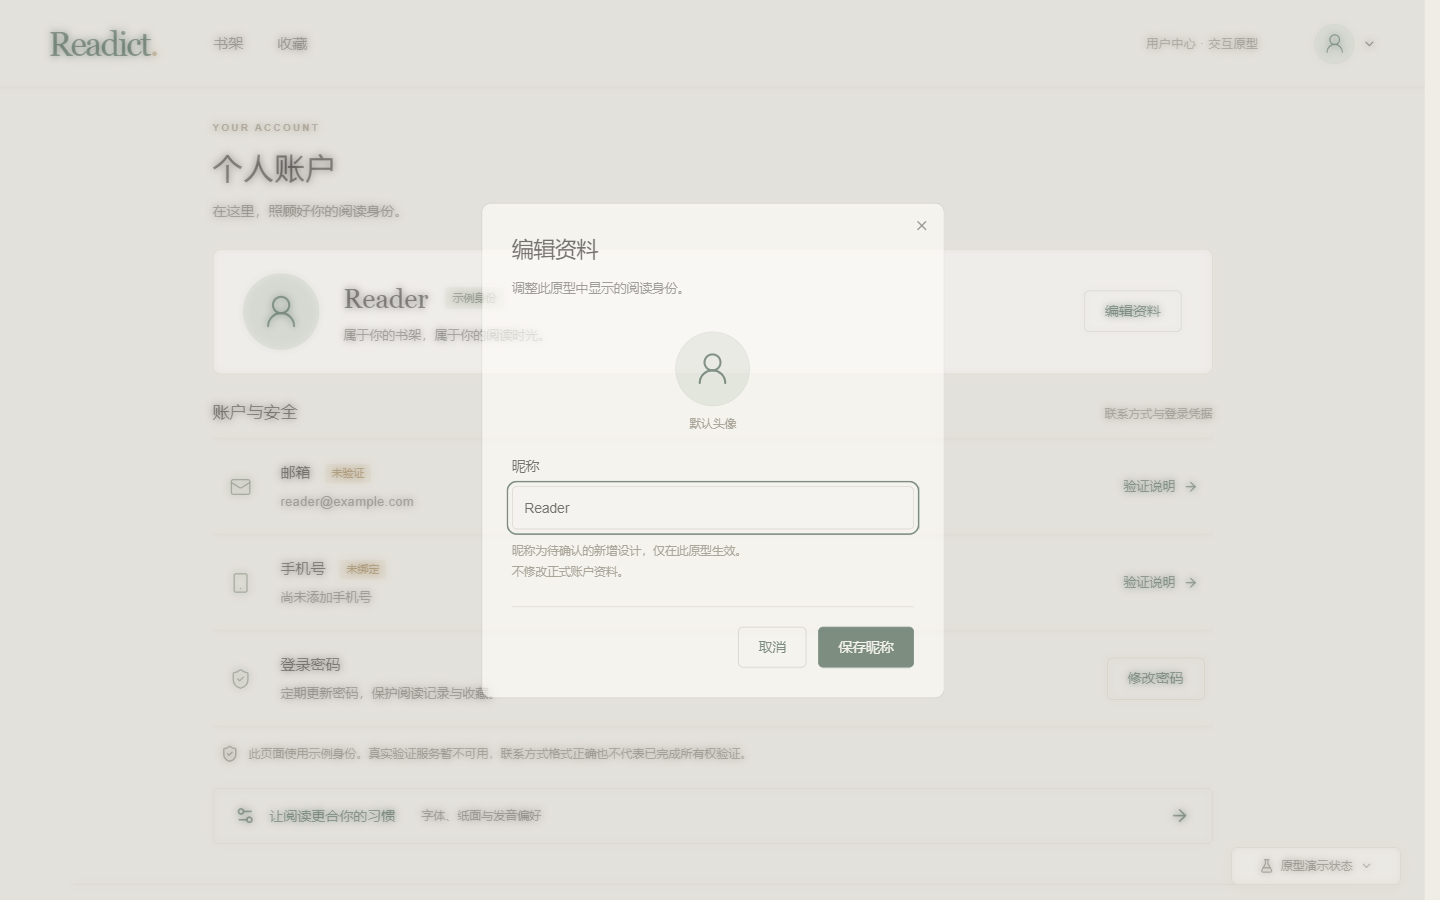 Readict.
书架
收藏
用户中心 · 交互原型
YOUR ACCOUNT
个人账户
在这里，照顾好你的阅读身份。
Reader
示例身份
属于你的书架，属于你的阅读时光。
编辑资料
账户与安全
联系方式与登录凭据
邮箱
未验证
reader@example.com
验证说明
手机号
未绑定
尚未添加手机号
验证说明
登录密码
定期更新密码，保护阅读记录与收藏。
修改密码
此页面使用示例身份。真实验证服务暂不可用，联系方式格式正确也不代表已完成所有权验证。
让阅读更合你的习惯
字体、纸面与发音偏好
原型演示状态
编辑资料
调整此原型中显示的阅读身份。
默认头像
昵称
Reader
昵称为待确认的新增设计，仅在此原型生效。
不修改正式账户资料。
取消
保存昵称